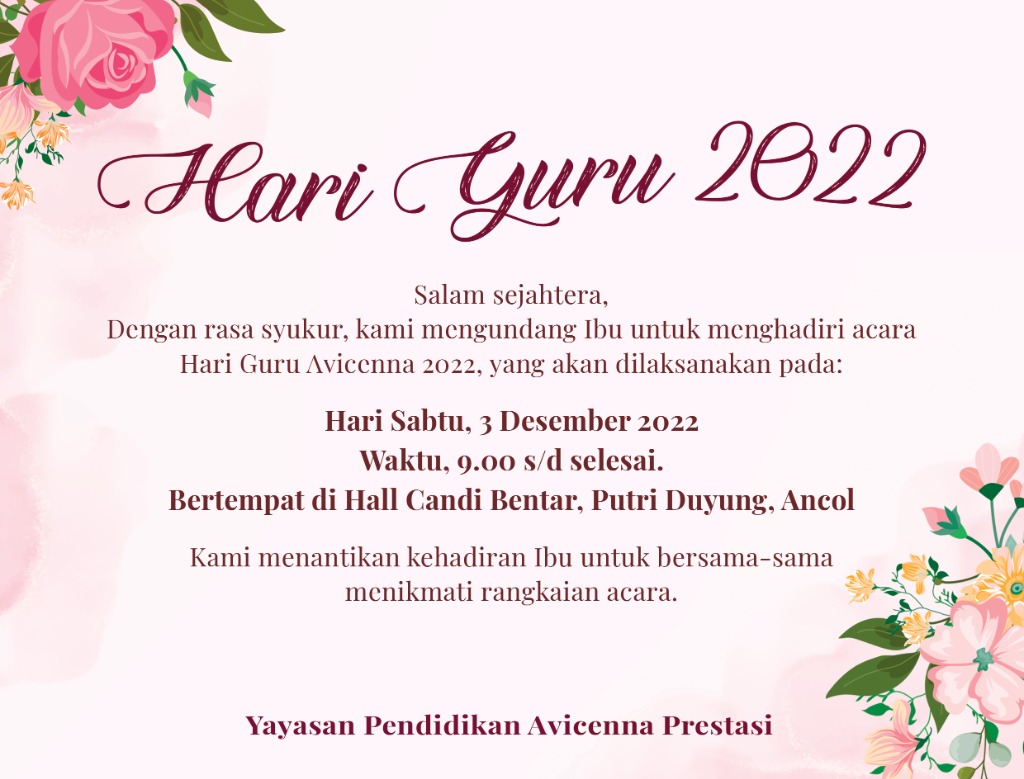 Hari Guru 2022
Salam sejahtera,
Dengan rasa syukur, kami mengundang Ibu untuk menghadiri acara
Hari Guru Avicenna 2022, yang akan dilaksanakan pada:
Hari Sabtu, 3 Desember 2022
Waktu, 9.00 s/d selesai.
Bertempat di Hall Candi Bentar, Putri Duyung, Ancol
Kami menantikan kehadiran Ibu untuk bersama-sama
menikmati rangkaian acara.
Yayasan Pendidikan Avicenna Prestasi